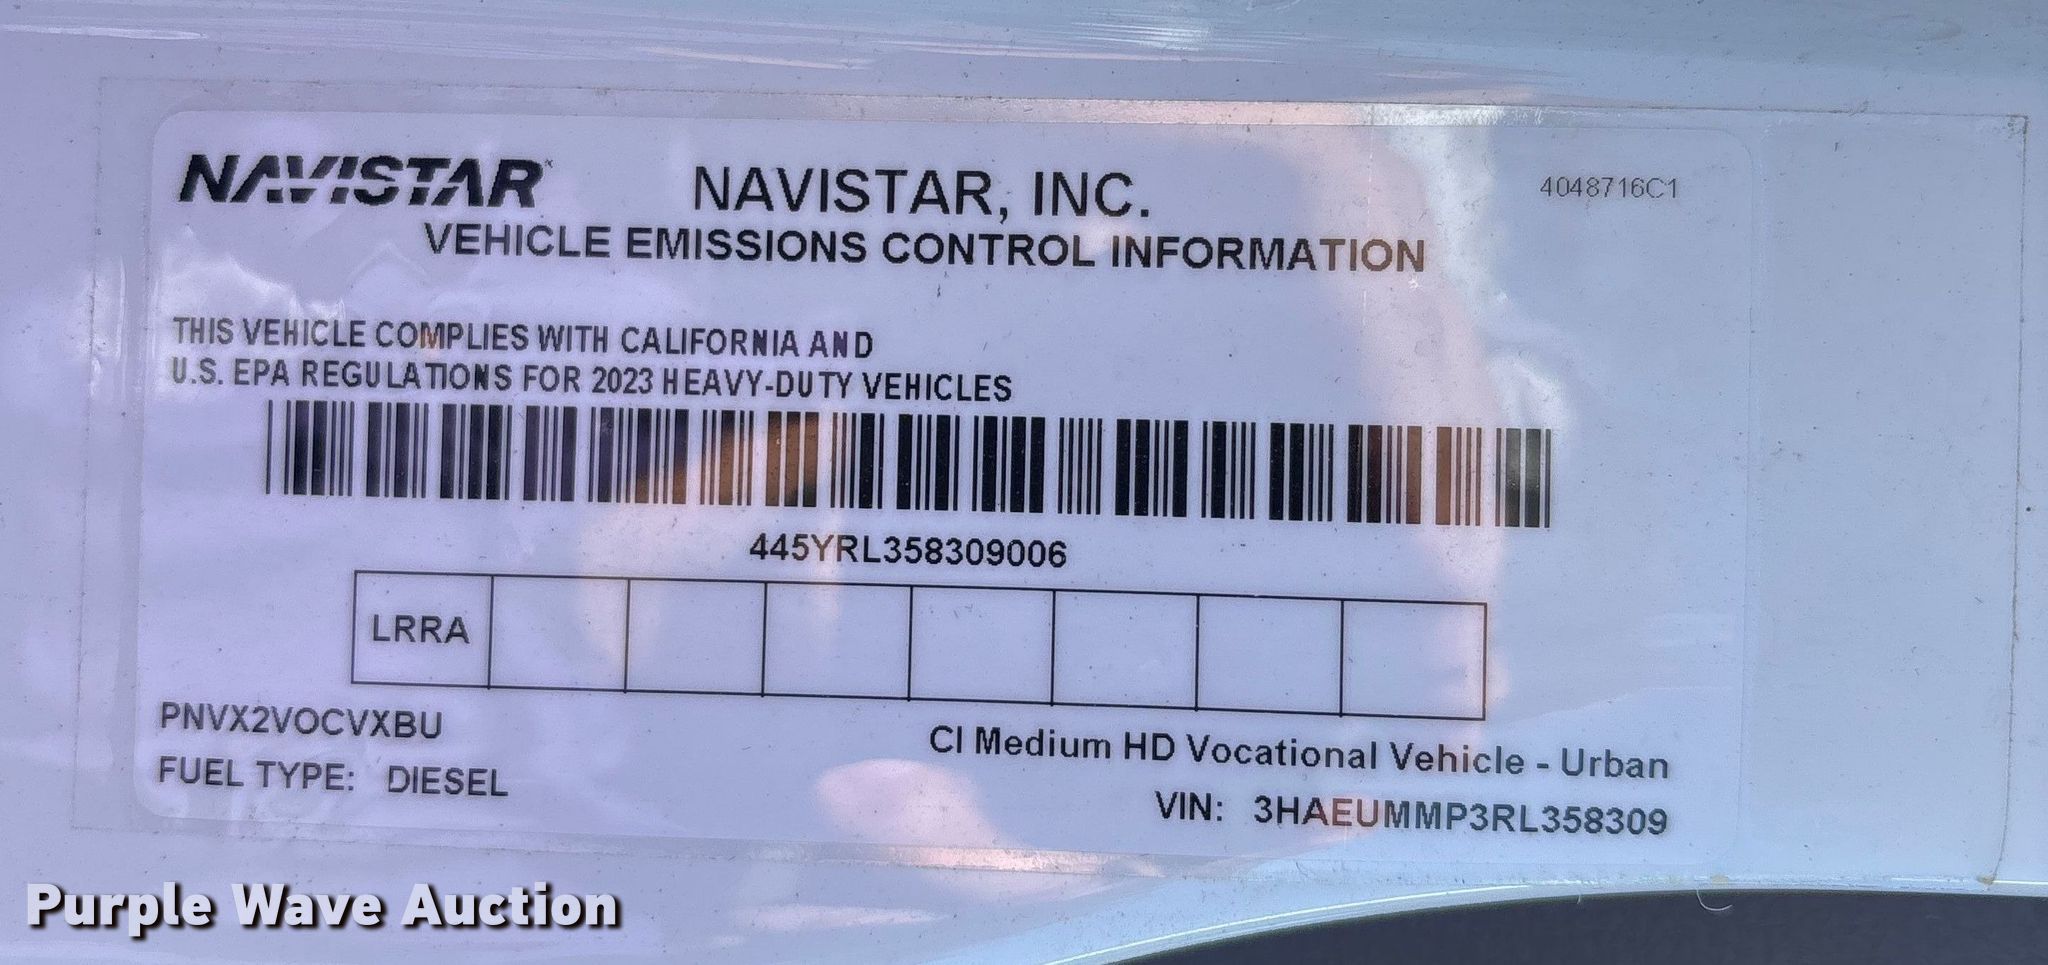 NAVISTAR
NAVISTAR, INC.
4048716C1
VEHICLE EMISSIONS CONTROL INFORMATION
THIS VEHICLE COMPLIES WITH CALIFORNIA AND
U.S. EPA REGULATIONS FOR 2023 HEAVY-DUTY VEHICLES
445YRL358309006
LRRA
PNVX2VOCVXBU
CI Medium HD Vocational Vehicle - Urban
FUEL TYPE: DIESEL
VIN: 3HAEUMMP3RL358309
Purple Wave Auction